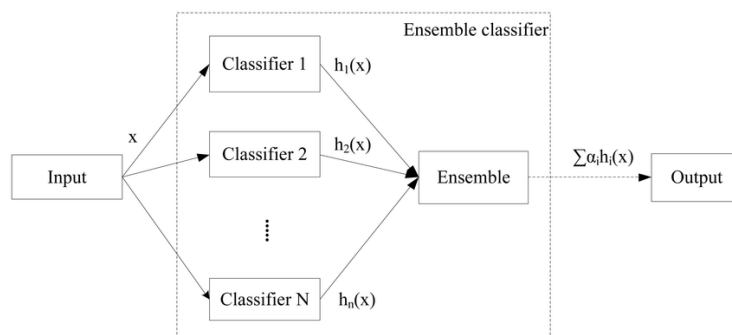 Ensemble classifier
Classifier 1
h₁(x)
x
Classifier 2
h₂(x)
Input
Ensemble
∑αᵢhᵢ(x)
Output
Classifier N
hₙ(x)